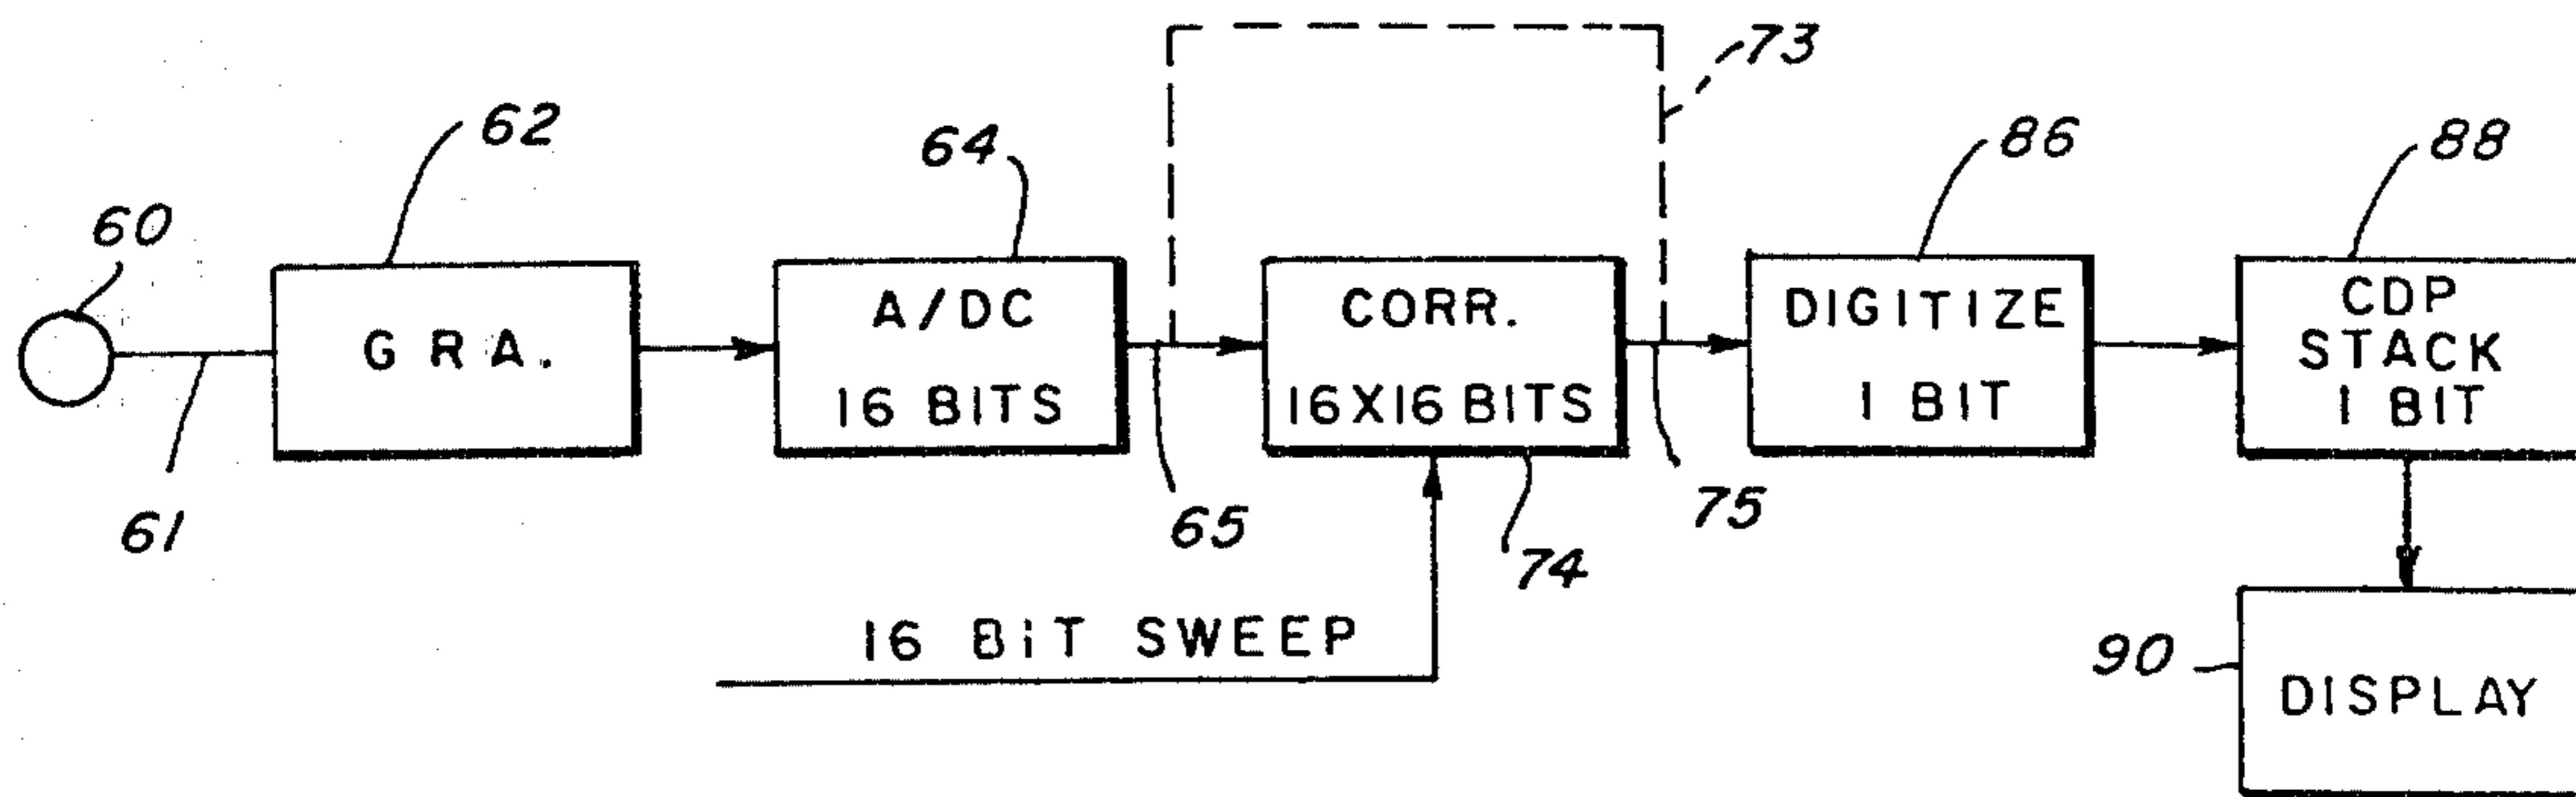 73
62
64
86
88
60
G R A.
A/DC
16 BITS
CORR.
16X16 BITS
DIGITIZE
1 BIT
CDP
STACK
1 BIT
61
65
74
75
16 BIT SWEEP
90
DISPLAY